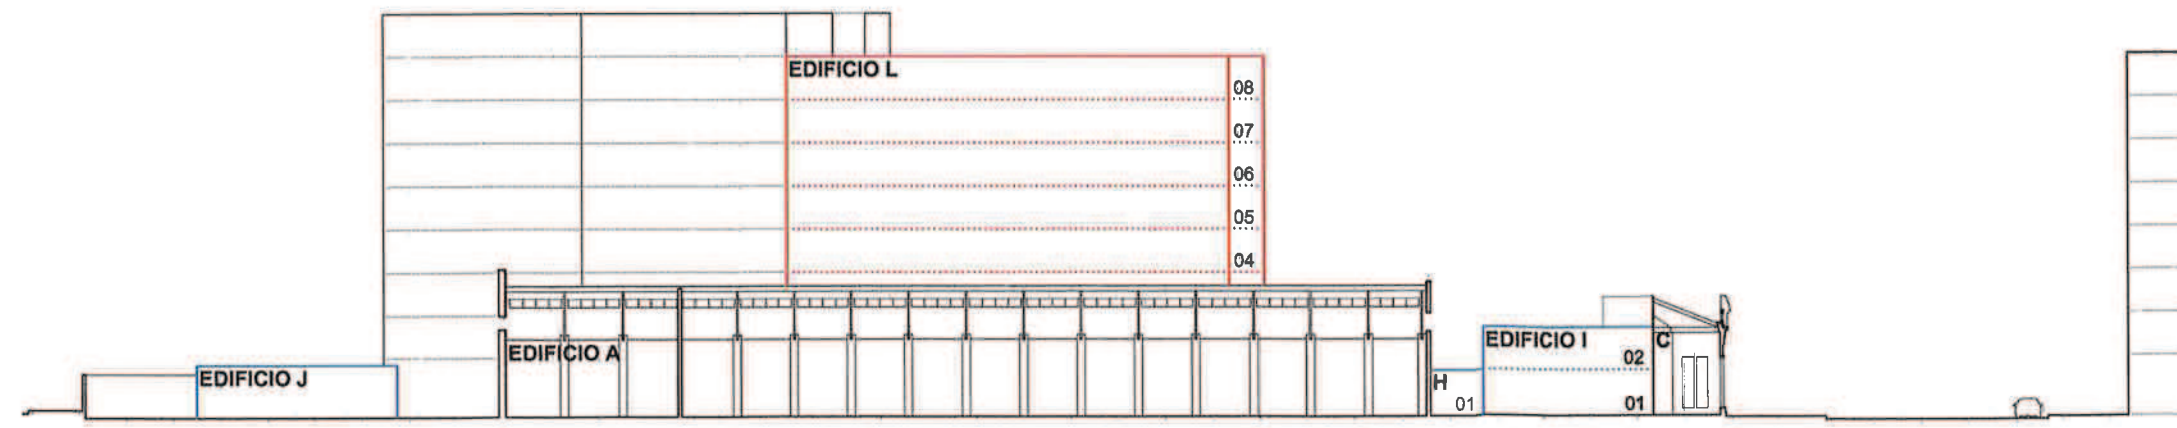 EDIFICIO L
08
07
06
05
04
EDIFICIO A
EDIFICIO J
EDIFICIO I
C
02
H
01
01